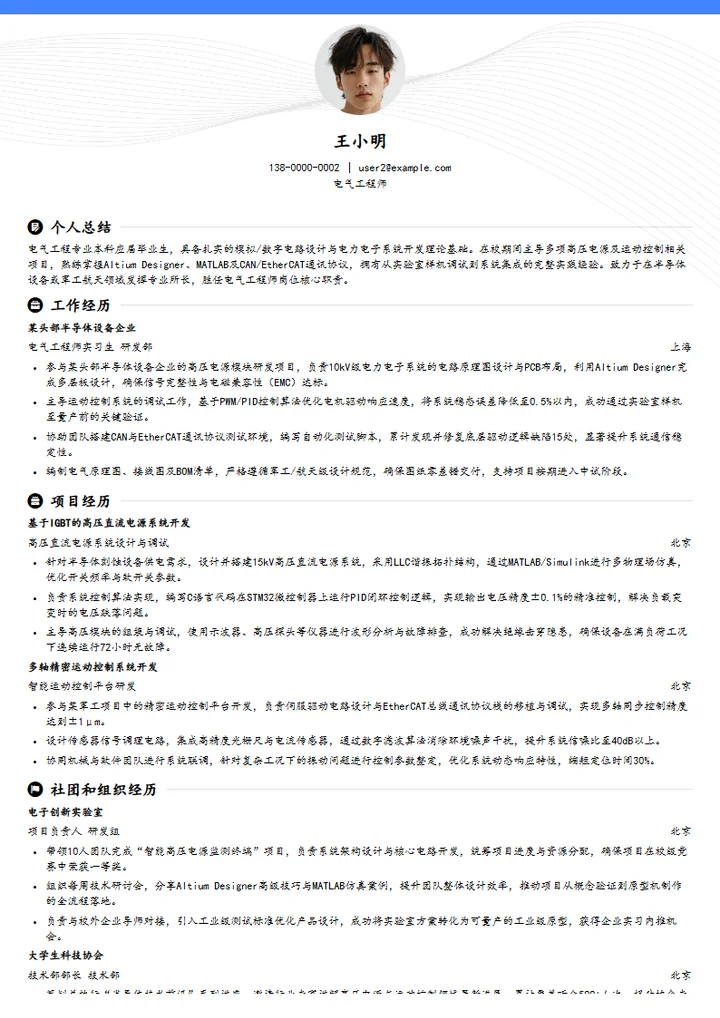 王小明
138-0000-0002 | user2@example.com
电气工程师
个人总结
电气工程专业本科应届毕业生，具备扎实的模拟/数字电路设计与电力电子系统开发理论基础。在校期间主导多项高压电源及运动控制相关
项目，熟练掌握Altium Designer、MATLAB及CAN/EtherCAT通讯协议，拥有从实验室样机调试到系统集成的完整实践经验。致力于在半导体
设备或军工航天领域发挥专业所长，胜任电气工程师岗位核心职责。
工作经历
某头部半导体设备企业
电气工程师实习生 研发部 上海
• 参与某头部半导体设备企业的高压电源模块研发项目，负责10kV级电力电子系统的电路原理图设计与PCB布局，利用Altium Designer完
成多层板设计，确保信号完整性与电磁兼容性（EMC）达标。
• 主导运动控制系统的调试工作，基于PWM/PID控制算法优化电机驱动响应速度，将系统稳态误差降低至0.5%以内，成功通过实验室样机
至量产前的关键验证。
• 协助团队搭建CAN与EtherCAT通讯协议测试环境，编写自动化测试脚本，累计发现并修复底层驱动逻辑缺陷15处，显著提升系统通信稳
定性。
• 编制电气原理图、接线图及BOM清单，严格遵循军工/航天级设计规范，确保图纸零差错交付，支持项目按期进入中试阶段。
项目经历
基于IGBT的高压直流电源系统开发
高压直流电源系统设计与调试 北京
• 针对半导体刻蚀设备供电需求，设计并搭建15kV高压直流电源系统，采用LLC谐振拓扑结构，通过MATLAB/Simulink进行多物理场仿真，
优化开关频率与软开关参数。
• 负责系统控制算法实现，编写C语言代码在STM32微控制器上运行PID闭环控制逻辑，实现输出电压精度±0.1%的精准控制，解决负载突
变时的电压跌落问题。
• 主导高压模块的组装与调试，使用示波器、高压探头等仪器进行波形分析与故障排查，成功解决绝缘击穿隐患，确保设备在满负荷工况
下连续运行72小时无故障。
多轴精密运动控制系统开发
智能运动控制平台研发 北京
• 参与某军工项目中的精密运动控制平台开发，负责伺服驱动电路设计与EtherCAT总线通讯协议栈的移植与调试，实现多轴同步控制精度
达到±1μm。
• 设计传感器信号调理电路，集成高精度光栅尺与电流传感器，通过数字滤波算法消除环境噪声干扰，提升系统信噪比至40dB以上。
• 协同机械与软件团队进行系统联调，针对复杂工况下的振动问题进行控制参数整定，优化系统动态响应特性，缩短定位时间30%。
社团和组织经历
电子创新实验室
项目负责人 研发组 北京
• 带领10人团队完成“智能高压电源监测终端”项目，负责系统架构设计与核心电路开发，统筹项目进度与资源分配，确保项目在校级竞
赛中荣获一等奖。
• 组织每周技术研讨会，分享Altium Designer高级技巧与MATLAB仿真案例，提升团队整体设计效率，推动项目从概念验证到原型机制作
的全流程落地。
• 负责与校外企业导师对接，引入工业级测试标准优化产品设计，成功将实验室方案转化为可量产的工业级原型，获得企业实习内推机
会。
大学生科技协会
技术部部长 技术部 北京